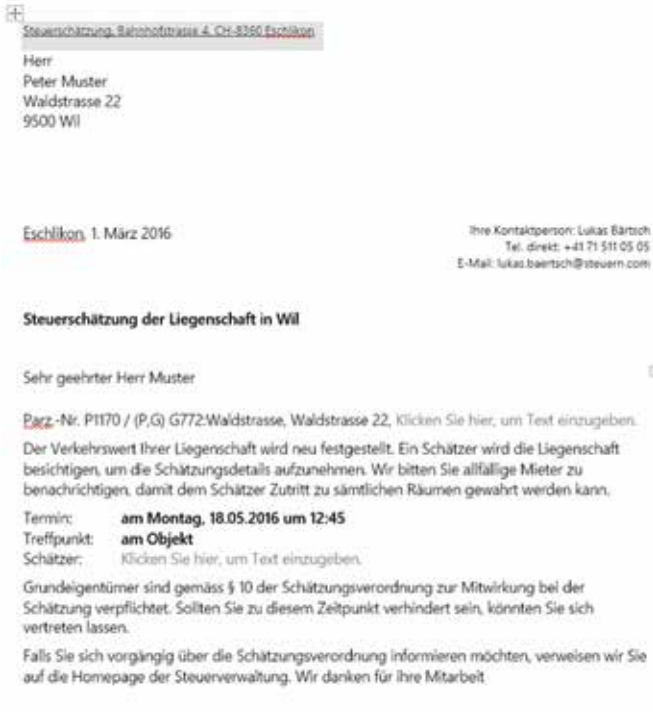 Steuerschätzung, Bahnhofstrasse 4, CH-8360 Eschlikon
Herr
Peter Muster
Waldstrasse 22
9500 Wil
Eschlikon, 1. März 2016
Ihre Kontaktperson: Lukas Bärtsch
Tel. direkt: +41 71 511 05 05
E-Mail: lukas.baertsch@steuern.com
Steuerschätzung der Liegenschaft in Wil
Sehr geehrter Herr Muster
Parz.-Nr. P1170 / (P,G) G772:Waldstrasse, Waldstrasse 22, Klicken Sie hier, um Text einzugeben.
Der Verkehrswert Ihrer Liegenschaft wird neu festgestellt. Ein Schätzer wird die Liegenschaft
besichtigen, um die Schätzungsdetails aufzunehmen. Wir bitten Sie allfällige Mieter zu
benachrichtigen, damit dem Schätzer Zutritt zu sämtlichen Räumen gewahrt werden kann.
Termin: am Montag, 18.05.2016 um 12:45
Treffpunkt: am Objekt
Schätzer: Klicken Sie hier, um Text einzugeben.
Grundeigentümer sind gemäss § 10 der Schätzungsverordnung zur Mitwirkung bei der
Schätzung verpflichtet. Sollten Sie zu diesem Zeitpunkt verhindert sein, könnten Sie sich
vertreten lassen.
Falls Sie sich vorgängig über die Schätzungsverordnung informieren möchten, verweisen wir Sie
auf die Homepage der Steuerverwaltung. Wir danken für ihre Mitarbeit